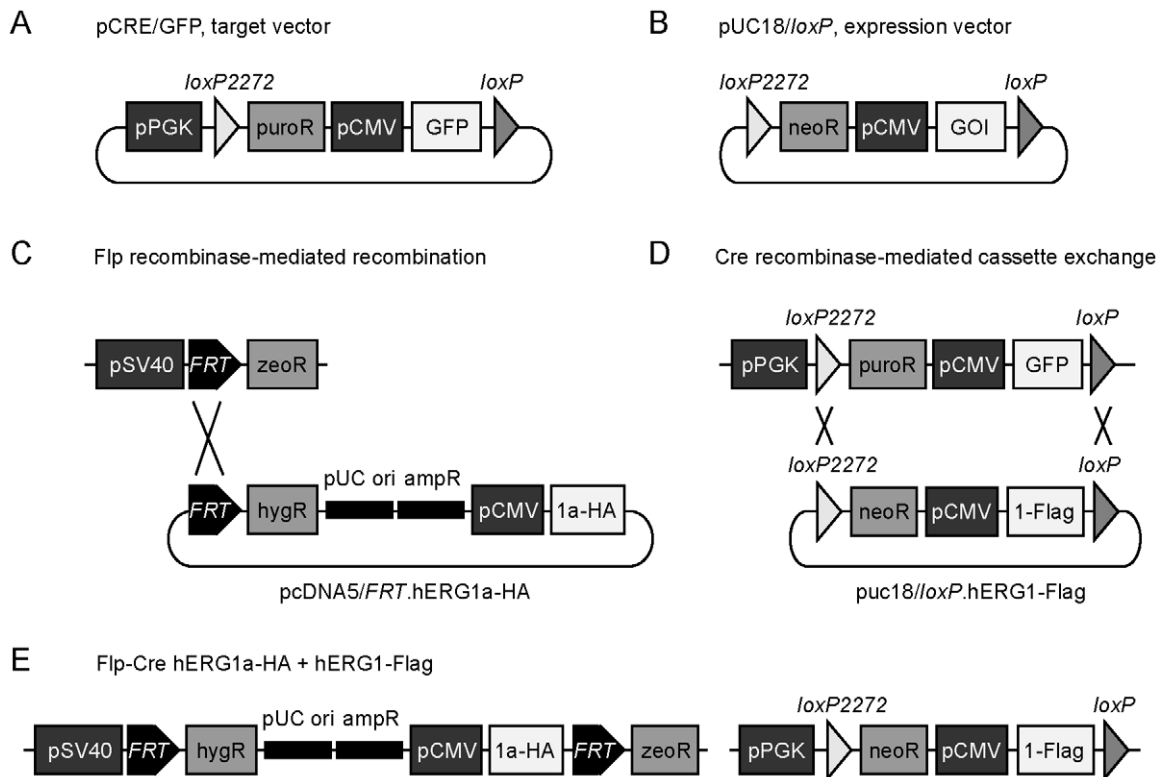 A pCRE/GFP, target vector
loxP2272 loxP
pPGK puroR pCMV GFP
B pUC18/loxP, expression vector
loxP2272 loxP
neoR pCMV GOI
C Flp recombinase-mediated recombination
pSV40 FRT zeoR
pUC ori ampR
FRT hygR pCMV 1a-HA
pcDNA5/FRT.hERG1a-HA
D Cre recombinase-mediated cassette exchange
loxP2272 loxP
pPGK puroR pCMV GFP
loxP2272 loxP
neoR pCMV 1-Flag
puc18/loxP.hERG1-Flag
E Flp-Cre hERG1a-HA + hERG1-Flag
pUC ori ampR loxP2272 loxP
pSV40 FRT hygR pCMV 1a-HA FRT zeoR pPGK neoR pCMV 1-Flag